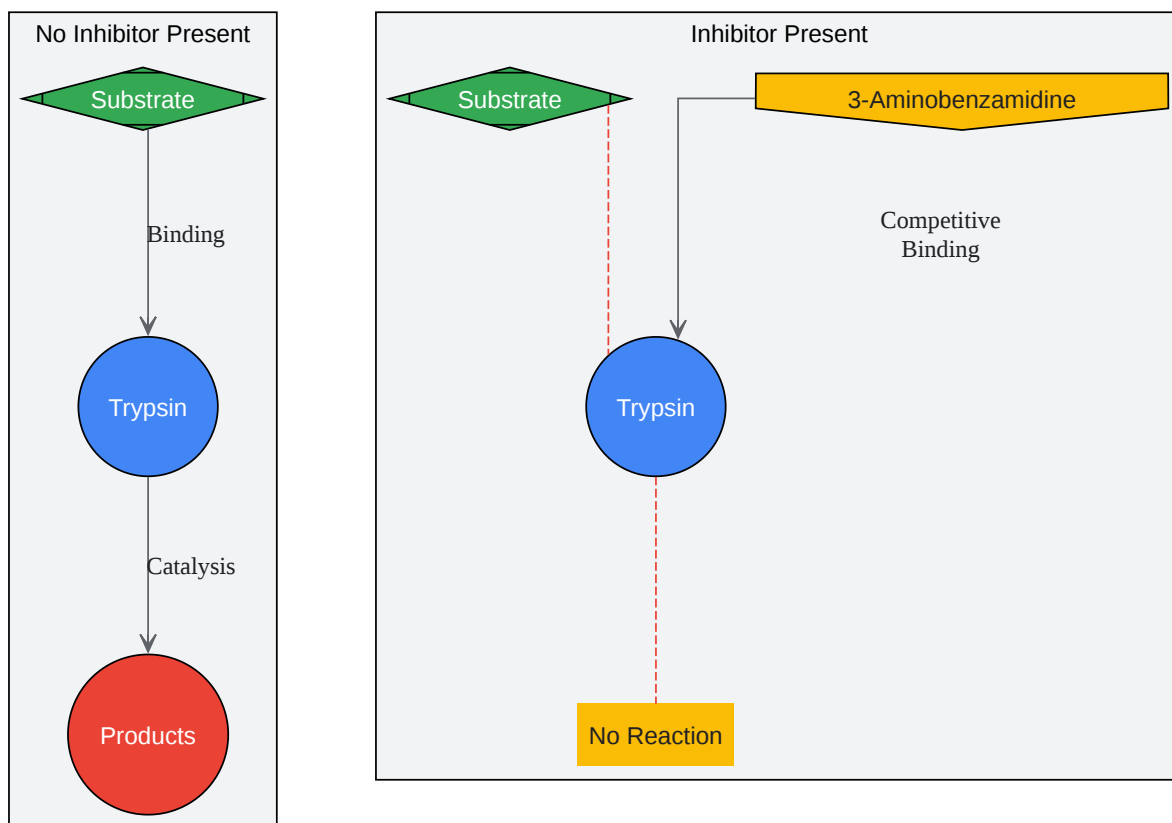 No Inhibitor Present
Substrate
Binding
Trypsin
Catalysis
Products
Inhibitor Present
Substrate
3-Aminobenzamidine
Competitive
Binding
Trypsin
No Reaction